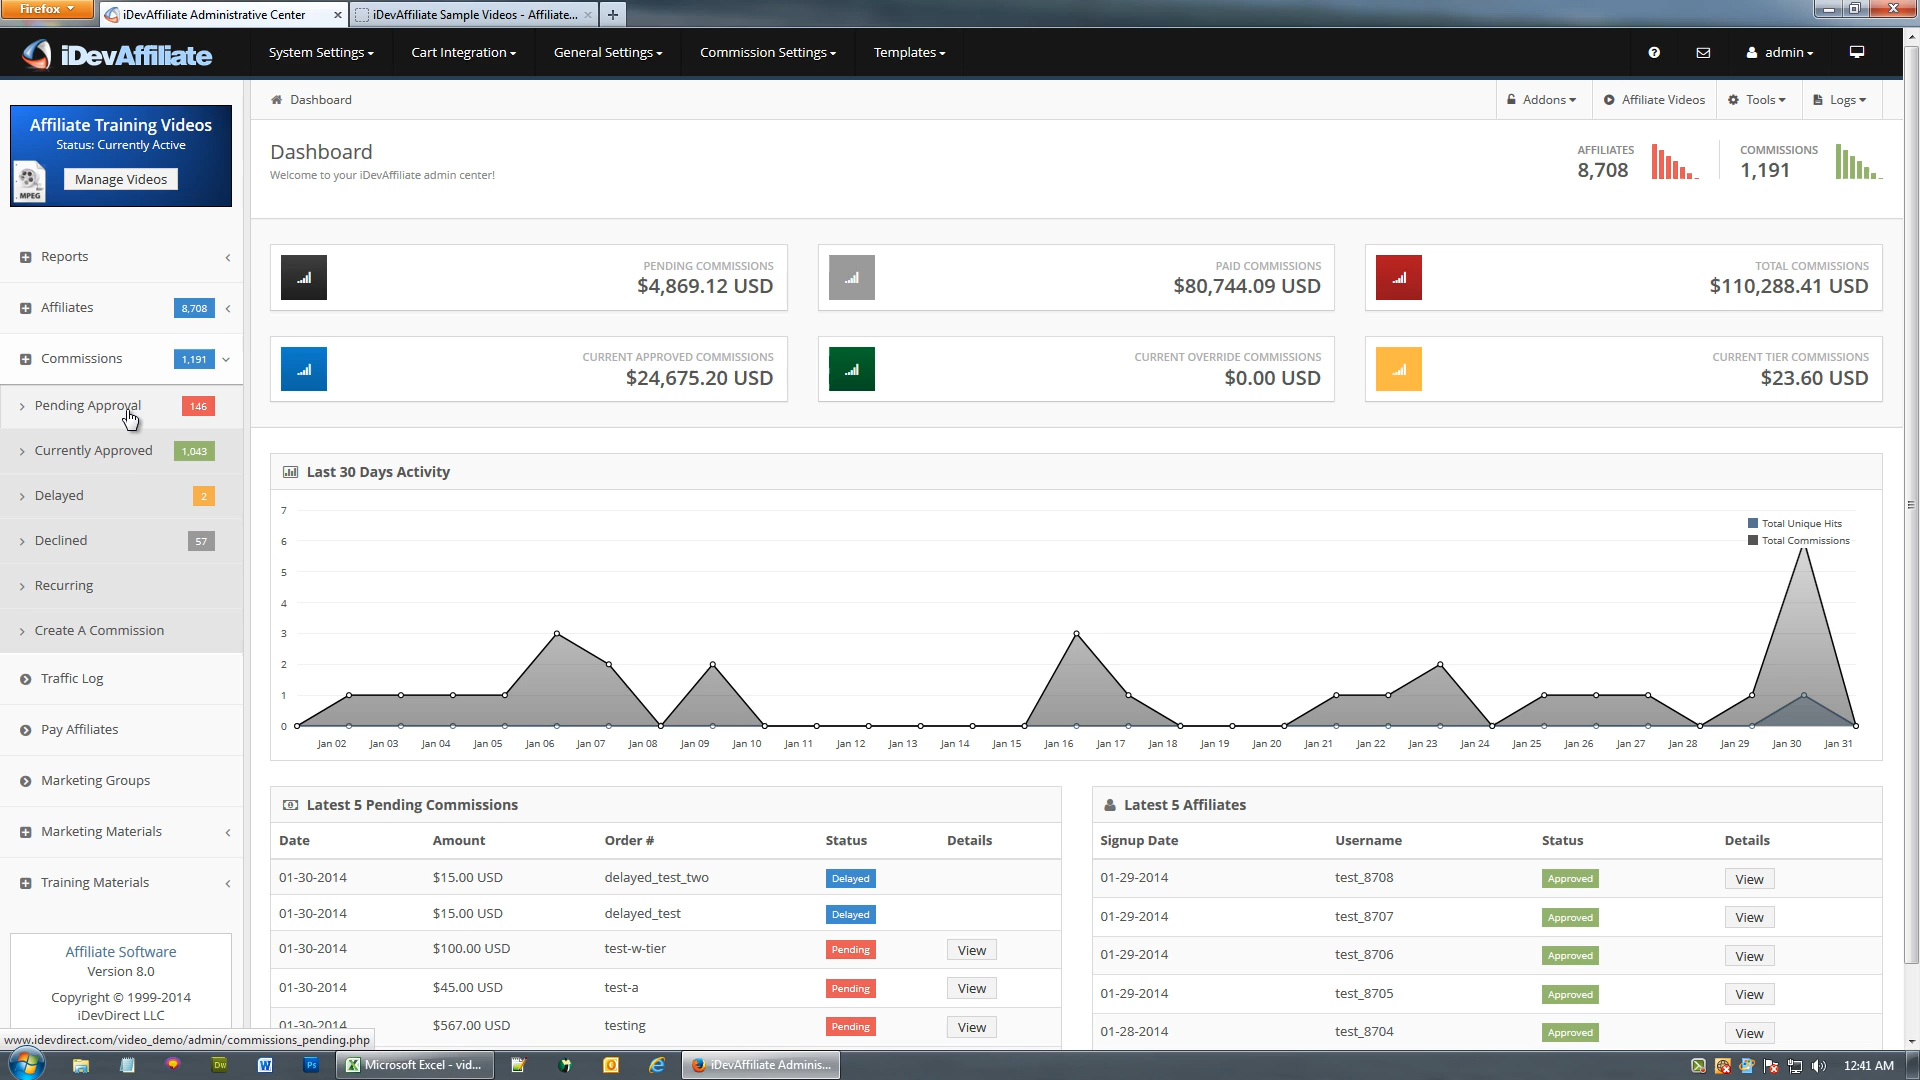 Firefox
iDevAffiliate Administrative Center
iDevAffiliate Sample Videos - Affiliate...
iDevAffiliate
System Settings
Cart Integration
General Settings
Commission Settings
Templates
admin
Affiliate Training Videos
Status: Currently Active
Manage Videos
MPEG
Dashboard
Addons
Affiliate Videos
Tools
Logs
Dashboard
Welcome to your iDevAffiliate admin center!
AFFILIATES
8,708
COMMISSIONS
1,191
Reports
Affiliates 8,708
Commissions 1,191
Pending Approval 146
Currently Approved 1,043
Delayed 2
Declined 57
Recurring
Create A Commission
Traffic Log
Pay Affiliates
Marketing Groups
Marketing Materials
Training Materials
Affiliate Software
Version 8.0
Copyright © 1999-2014
iDevDirect LLC
PENDING COMMISSIONS
$4,869.12 USD
PAID COMMISSIONS
$80,744.09 USD
TOTAL COMMISSIONS
$110,288.41 USD
CURRENT APPROVED COMMISSIONS
$24,675.20 USD
CURRENT OVERRIDE COMMISSIONS
$0.00 USD
CURRENT TIER COMMISSIONS
$23.60 USD
Last 30 Days Activity
Total Unique Hits
Total Commissions
7
6
5
4
3
2
1
0
Jan 02 Jan 03 Jan 04 Jan 05 Jan 06 Jan 07 Jan 08 Jan 09 Jan 10 Jan 11 Jan 12 Jan 13 Jan 14 Jan 15 Jan 16 Jan 17 Jan 18 Jan 19 Jan 20 Jan 21 Jan 22 Jan 23 Jan 24 Jan 25 Jan 26 Jan 27 Jan 28 Jan 29 Jan 30 Jan 31
Latest 5 Pending Commissions
Date Amount Order # Status Details
01-30-2014 $15.00 USD delayed_test_two Delayed
01-30-2014 $15.00 USD delayed_test Delayed
01-30-2014 $100.00 USD test-w-tier Pending View
01-30-2014 $45.00 USD test-a Pending View
01-30-2014 $567.00 USD testing Pending View
Latest 5 Affiliates
Signup Date Username Status Details
01-29-2014 test_8708 Approved View
01-29-2014 test_8707 Approved View
01-29-2014 test_8706 Approved View
01-29-2014 test_8705 Approved View
01-28-2014 test_8704 Approved View
www.idevdirect.com/video_demo/admin/commissions_pending.php
Dw
W
Ps
Microsoft Excel - vid...
iDevAffiliate Adminis...
12:41 AM